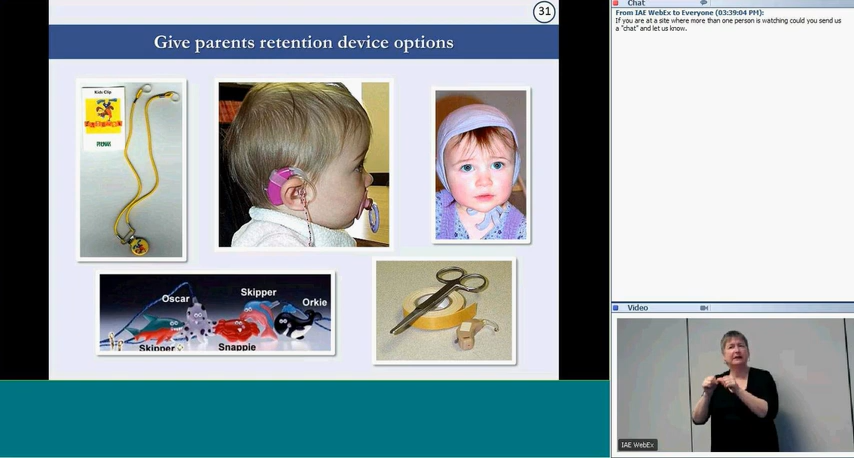 31
Give parents retention device options
Kids Clip
PHONAK
Oscar
Skipper
Orkie
Skipper
Snappie
Chat
From IAE WebEx to Everyone (03:39:04 PM):
If you are at a site where more than one person is watching could you send us
a "chat" and let us know.
Video
IAE WebEx